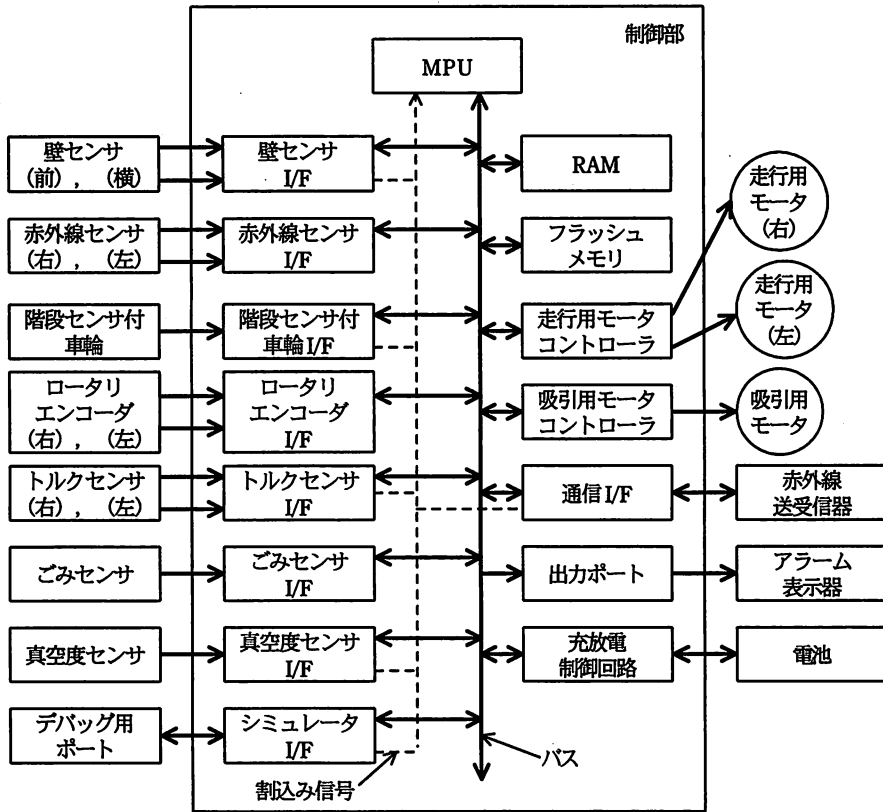 制御部
MPU
壁センサ
(前),(横)
壁センサ
I/F
RAM
走行用
モータ
(右)
赤外線センサ
(右),(左)
赤外線センサ
I/F
フラッシュ
メモリ
階段センサ付
車輪
階段センサ付
車輪I/F
走行用モータ
コントローラ
走行用
モータ
(左)
ロータリ
エンコーダ
(右),(左)
ロータリ
エンコーダ
I/F
吸引用モータ
コントローラ
吸引用
モータ
トルクセンサ
(右),(左)
トルクセンサ
I/F
通信I/F
赤外線
送受信器
ごみセンサ
ごみセンサ
I/F
出力ポート
アラーム
表示器
真空度センサ
真空度センサ
I/F
充放電
制御回路
電池
デバッグ用
ポート
シミュレータ
I/F
バス
割込み信号